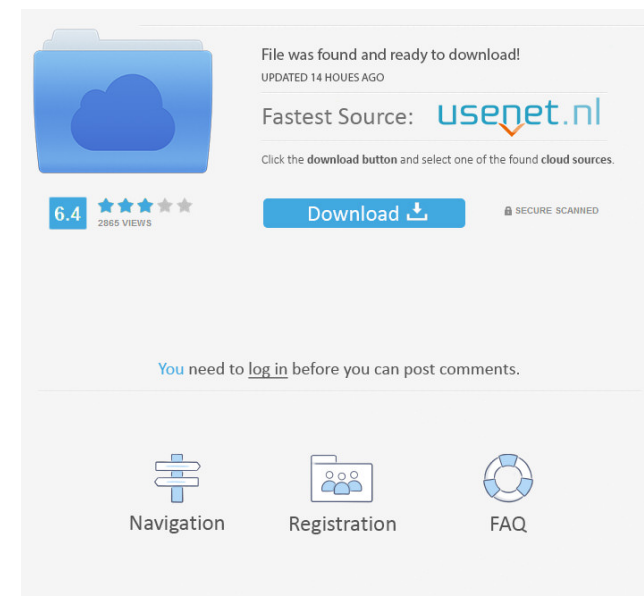 File was found and ready to download!
UPDATED 14 HOUES AGO
Fastest Source: usenet.nl
Click the download button and select one of the found cloud sources.
6.4
2865 VIEWS
Download
SECURE SCANNED
You need to log in before you can post comments.
Navigation
Registration
FAQ